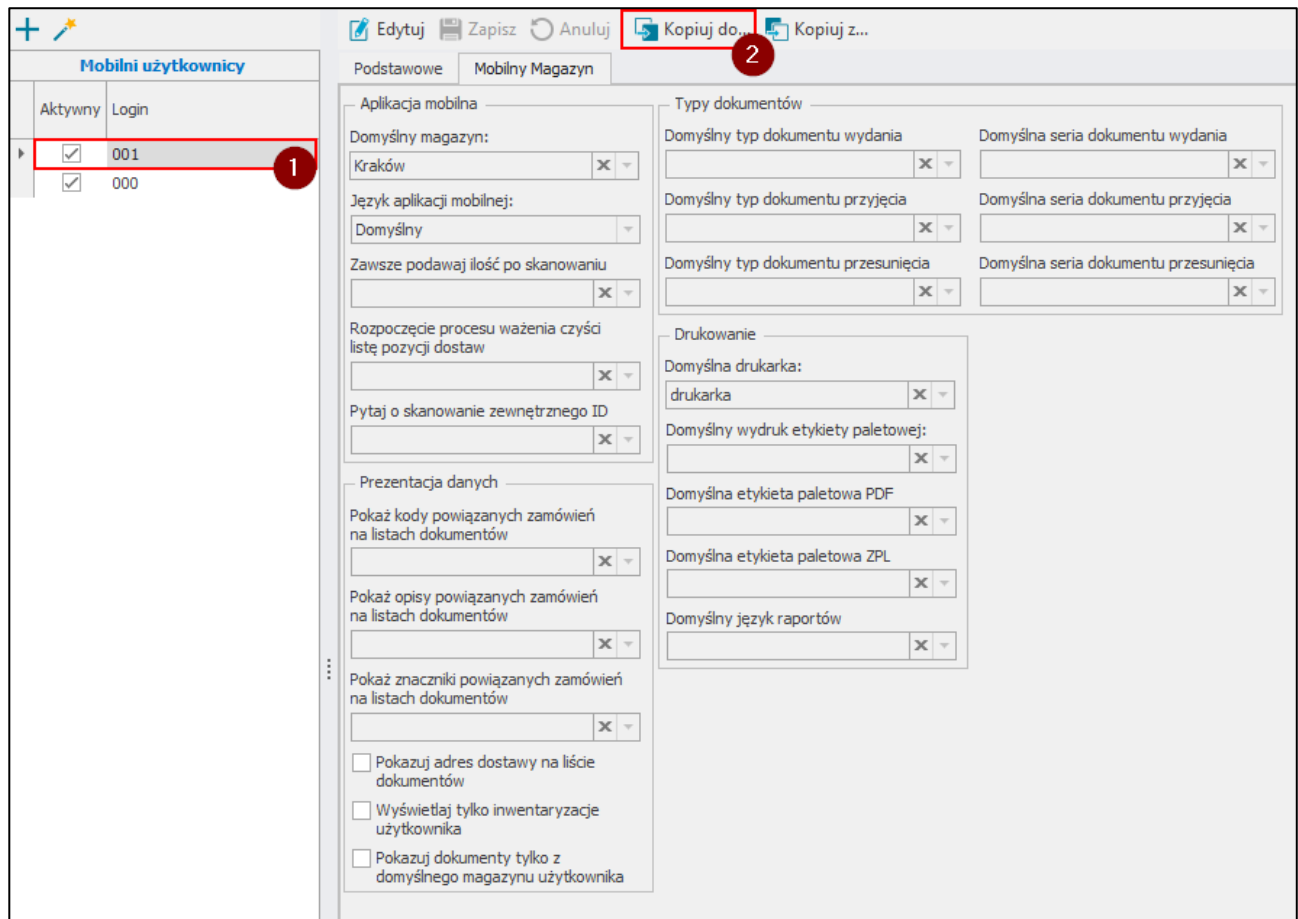 Edytuj Zapisz Anuluj Kopiuj do... Kopiuj z...
2
Mobilni użytkownicy
Aktywny Login
001
1
000
Podstawowe Mobilny Magazyn
Aplikacja mobilna
Domyślny magazyn:
Kraków
Język aplikacji mobilnej:
Domyślny
Zawsze podawaj ilość po skanowaniu
Rozpoczęcie procesu ważenia czyści
listę pozycji dostaw
Pytaj o skanowanie zewnętrznego ID
Prezentacja danych
Pokaż kody powiązanych zamówień
na listach dokumentów
Pokaż opisy powiązanych zamówień
na listach dokumentów
Pokaż znaczniki powiązanych zamówień
na listach dokumentów
Pokazuj adres dostawy na liście
dokumentów
Wyświetlaj tylko inwentaryzacje
użytkownika
Pokazuj dokumenty tylko z
domyślnego magazynu użytkownika
Typy dokumentów
Domyślny typ dokumentu wydania Domyślna seria dokumentu wydania
Domyślny typ dokumentu przyjęcia Domyślna seria dokumentu przyjęcia
Domyślny typ dokumentu przesunięcia Domyślna seria dokumentu przesunięcia
Drukowanie
Domyślna drukarka:
drukarka
Domyślny wydruk etykiety paletowej:
Domyślna etykieta paletowa PDF
Domyślna etykieta paletowa ZPL
Domyślny język raportów